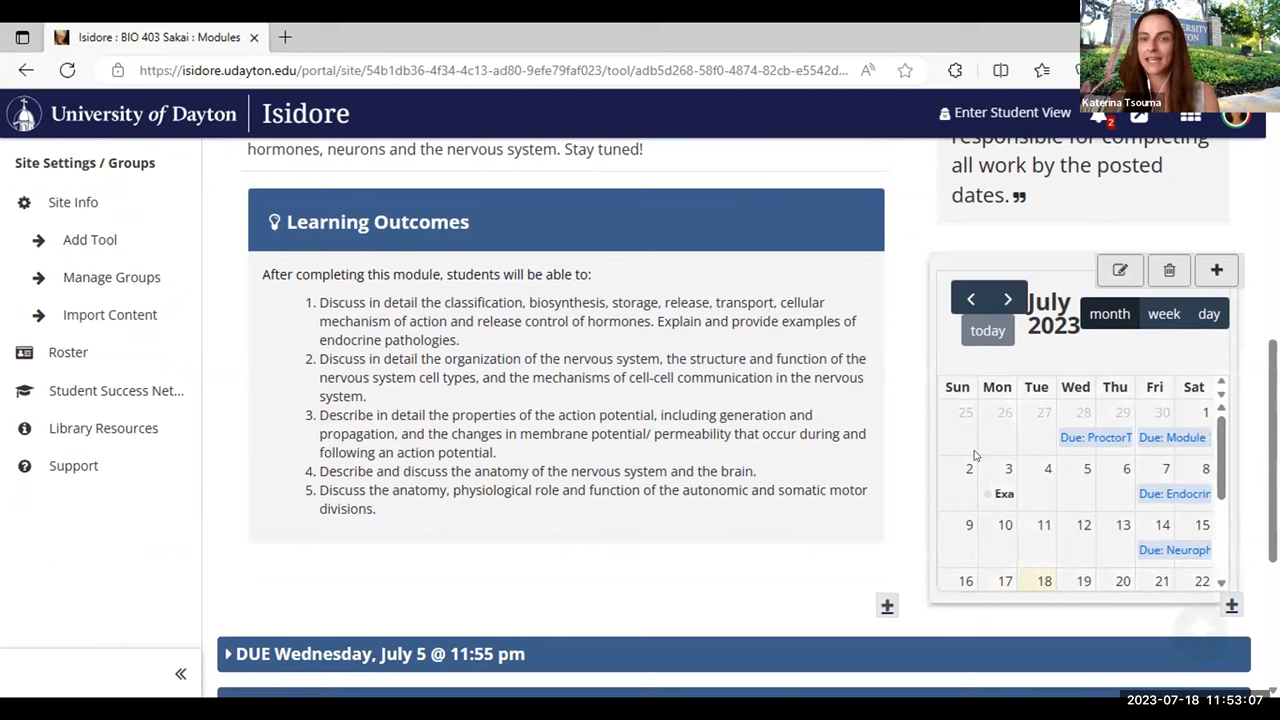 Isidore : BIO 403 Sakai : Modules
https://isidore.udayton.edu/portal/site/54b1db36-4f34-4c13-ad80-9efe79faf023/tool/adb5d268-58f0-4874-82cb-e5542d...
Katerina Tsouma
University of Dayton
Isidore
Enter Student View
2
Site Settings / Groups
Site Info
Add Tool
Manage Groups
Import Content
Roster
Student Success Net...
Library Resources
Support
hormones, neurons and the nervous system. Stay tuned!
Learning Outcomes
After completing this module, students will be able to:
1. Discuss in detail the classification, biosynthesis, storage, release, transport, cellular
mechanism of action and release control of hormones. Explain and provide examples of
endocrine pathologies.
2. Discuss in detail the organization of the nervous system, the structure and function of the
nervous system cell types, and the mechanisms of cell-cell communication in the nervous
system.
3. Describe in detail the properties of the action potential, including generation and
propagation, and the changes in membrane potential/ permeability that occur during and
following an action potential.
4. Describe and discuss the anatomy of the nervous system and the brain.
5. Discuss the anatomy, physiological role and function of the autonomic and somatic motor
divisions.
responsible for completing
all work by the posted
dates.❞
July
2023
today
month week day
Sun Mon Tue Wed Thu Fri Sat
25 26 27 28 29 30 1
Due: ProctorT Due: Module
2 3 4 5 6 7 8
Exa Due: Endocrin
9 10 11 12 13 14 15
Due: Neuroph
16 17 18 19 20 21 22
DUE Wednesday, July 5 @ 11:55 pm
2023-07-18 11:53:07